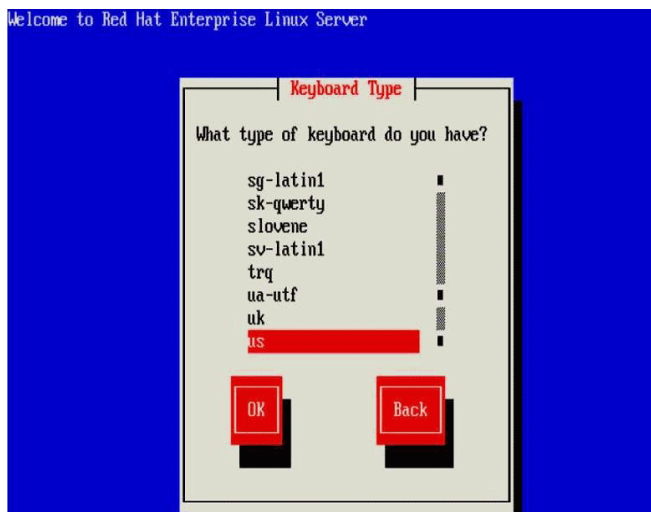 Welcome to Red Hat Enterprise Linux Server
Keyboard Type
What type of keyboard do you have?
sg-latin1
sk-qwerty
slovene
sv-latin1
trq
ua-utf
uk
us
OK Back